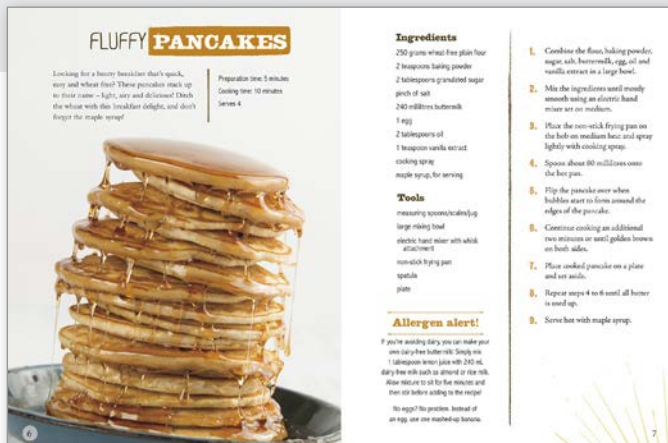 FLUFFY PANCAKES
Looking for a hearty breakfast that's quick,
easy and wheat free? These pancakes stack up
to their name – light, airy and delicious! Ditch
the wheat with this breakfast delight, and don't
forget the maple syrup!
Preparation time: 5 minutes
Cooking time: 10 minutes
Serves 4
6
Ingredients
250 grams wheat-free plain flour
2 teaspoons baking powder
2 tablespoons granulated sugar
pinch of salt
240 millilitres buttermilk
1 egg
2 tablespoons oil
1 teaspoon vanilla extract
cooking spray
maple syrup, for serving
Tools
measuring spoons/scales/jug
large mixing bowl
electric hand mixer with whisk
attachment
non-stick frying pan
spatula
plate
Allergen alert!
If you're avoiding dairy, you can make your
own dairy-free buttermilk! Simply mix
1 tablespoon lemon juice with 240 mL
dairy-free milk such as almond or rice milk.
Allow mixture to sit for five minutes and
then stir before adding to the recipe!
No eggs? No problem. Instead of
an egg, use one mashed-up banana.
1. Combine the flour, baking powder,
sugar, salt, buttermilk, egg, oil and
vanilla extract in a large bowl.
2. Mix the ingredients until mostly
smooth using an electric hand
mixer set on medium.
3. Place the non-stick frying pan on
the hob on medium heat and spray
lightly with cooking spray.
4. Spoon about 80 millilitres onto
the hot pan.
5. Flip the pancake over when
bubbles start to form around the
edges of the pancake.
6. Continue cooking an additional
two minutes or until golden brown
on both sides.
7. Place cooked pancake on a plate
and set aside.
8. Repeat steps 4 to 6 until all batter
is used up.
9. Serve hot with maple syrup.
7